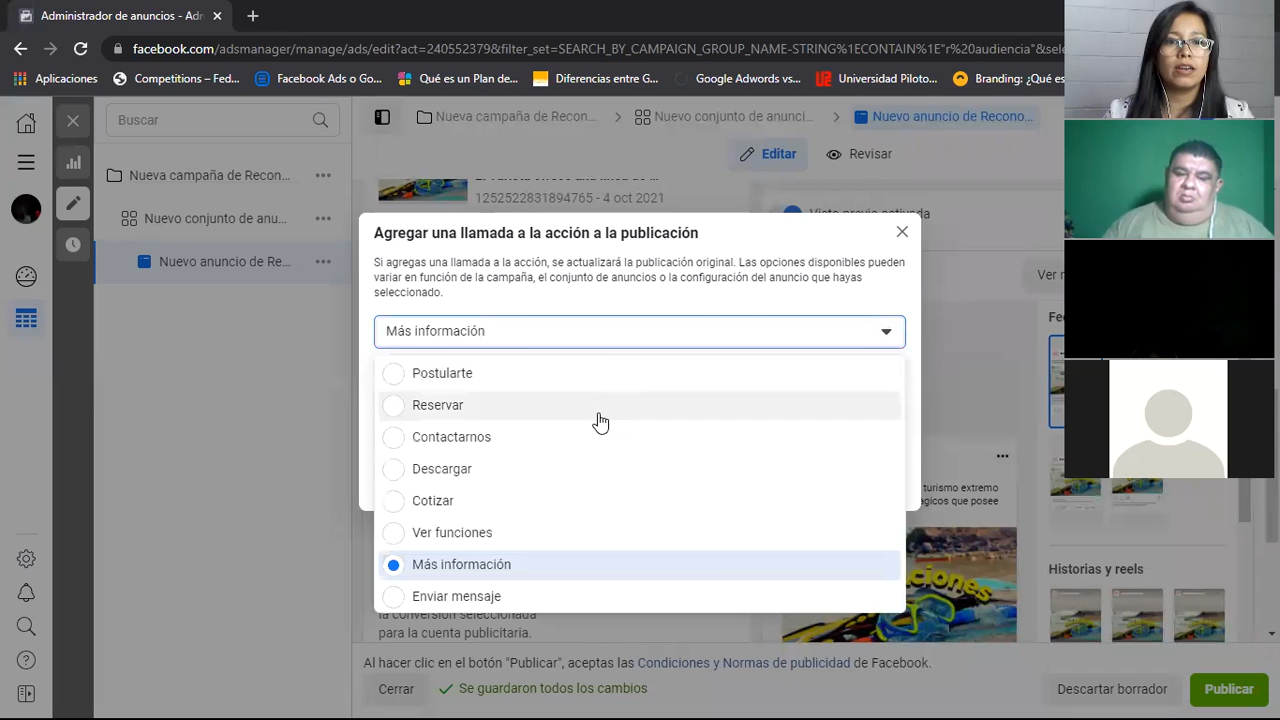 Administrador de anuncios - Adr
facebook.com/adsmanager/manage/ads/edit?act=240552379&filter_set=SEARCH_BY_CAMPAIGN_GROUP_NAME-STRING%1ECONTAIN%1E"r%20audiencia"&sele
Aplicaciones
Competitions – Fed...
Facebook Ads o Go...
Qué es un Public...
Diferencias entre G...
Google Adwords vs...
Universidad Piloto...
Branding: ¿Qué es
Buscar
Nueva campaña de Recon...
Nuevo conjunto de anu...
Nuevo anuncio de Re...
Nueva campaña de Recon...
Nuevo conjunto de anunci...
Nuevo anuncio de Recono...
Editar
Revisar
1252522831894765 - 4 oct 2021
Vista previa activada
Agregar una llamada a la acción a la publicación
Si agregas una llamada a la acción, se actualizará la publicación original. Las opciones disponibles pueden
variar en función de la campaña, el conjunto de anuncios o la configuración del anuncio que hayas
seleccionado.
Más información
Postularte
Reservar
Contactarnos
Descargar
Cotizar
Ver funciones
Más información
Enviar mensaje
Ver
Fee
turismo extremo
agicos que posee
ciones
Historias y reels
la conversión seleccionada
para la cuenta publicitaria.
Al hacer clic en el botón "Publicar", aceptas las Condiciones y Normas de publicidad de Facebook.
Cerrar
Se guardaron todos los cambios
Descartar borrador
Publicar